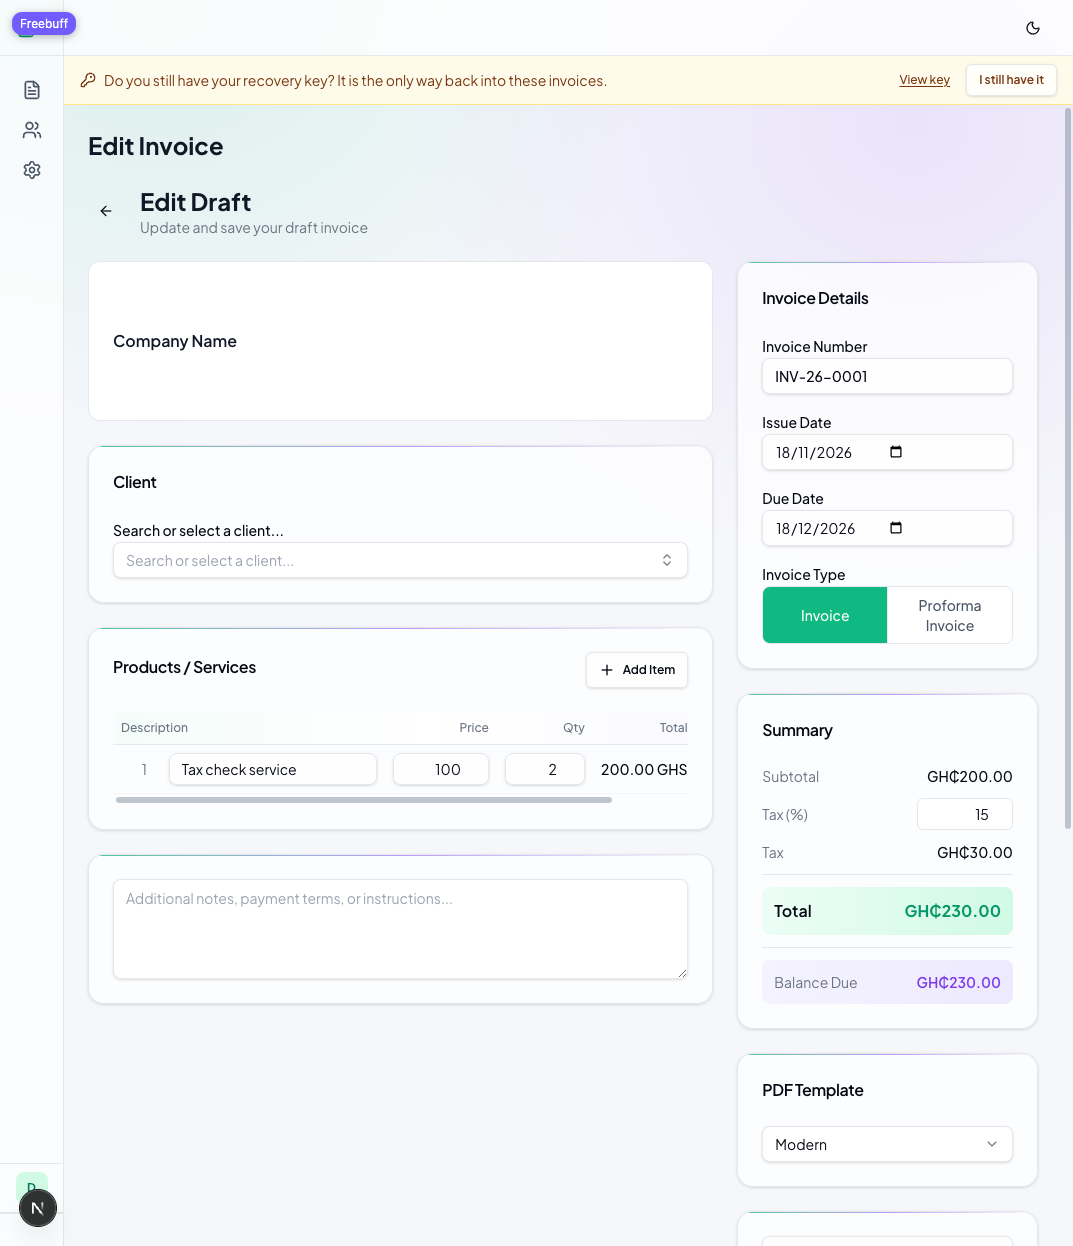 Freebuff
Do you still have your recovery key? It is the only way back into these invoices.
View key
I still have it
Edit Invoice
Edit Draft
Update and save your draft invoice
Company Name
Client
Search or select a client...
Search or select a client...
Products / Services
Add Item
Description Price Qty Total
1 Tax check service 100 2 200.00 GHS
Additional notes, payment terms, or instructions...
Invoice Details
Invoice Number
INV-26-0001
Issue Date
18/11/2026
Due Date
18/12/2026
Invoice Type
Invoice
Proforma
Invoice
Summary
Subtotal GH₵200.00
Tax (%) 15
Tax GH₵30.00
Total GH₵230.00
Balance Due GH₵230.00
PDF Template
Modern
N